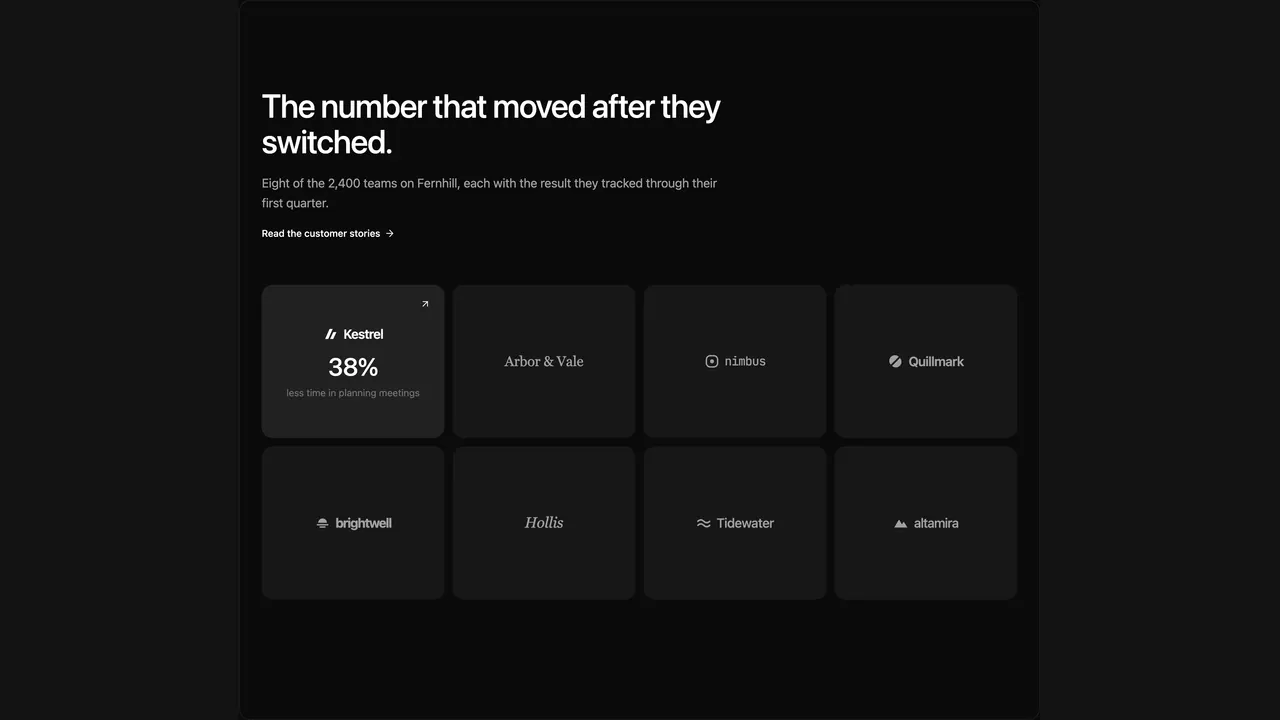 The number that moved after they
switched.
Eight of the 2,400 teams on Fernhill, each with the result they tracked through their
first quarter.
Read the customer stories →
Kestrel
38%
less time in planning meetings
Arbor & Vale
nimbus
Quillmark
brightwell
Hollis
Tidewater
altamira